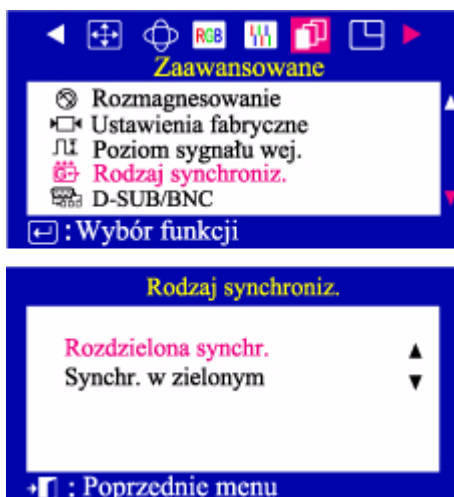 RGB
Zaawansowane
Rozmagnesowanie
Ustawienia fabryczne
Poziom sygnału wej.
G Rodzaj synchroniz.
D-SUB/BNC
: Wybór funkcji
Rodzaj synchroniz.
Rozdzielona synchr.
Synchr. w zielonym
: Poprzednie menu